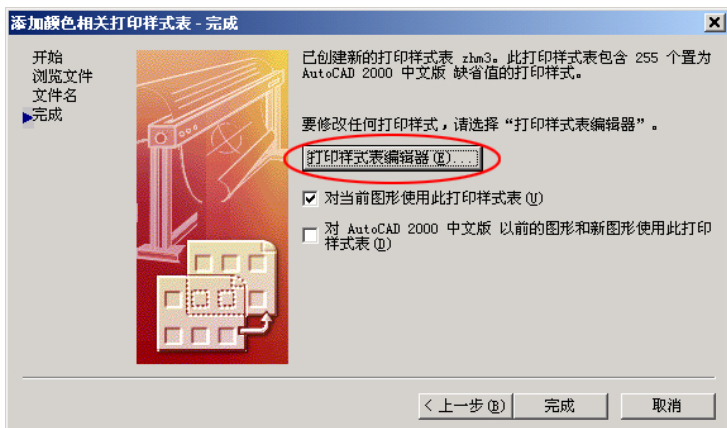 添加颜色相关打印样式表 - 完成
开始
浏览文件
文件名
完成
已创建新的打印样式表 zhm3。此打印样式表包含 255 个置为
AutoCAD 2000 中文版 缺省值的打印样式。
要修改任何打印样式，请选择“打印样式表编辑器”。
打印样式表编辑器(E)...
对当前图形使用此打印样式表(U)
对 AutoCAD 2000 中文版 以前的图形和新图形使用此打印
样式表(D)
< 上一步(B)
完成
取消